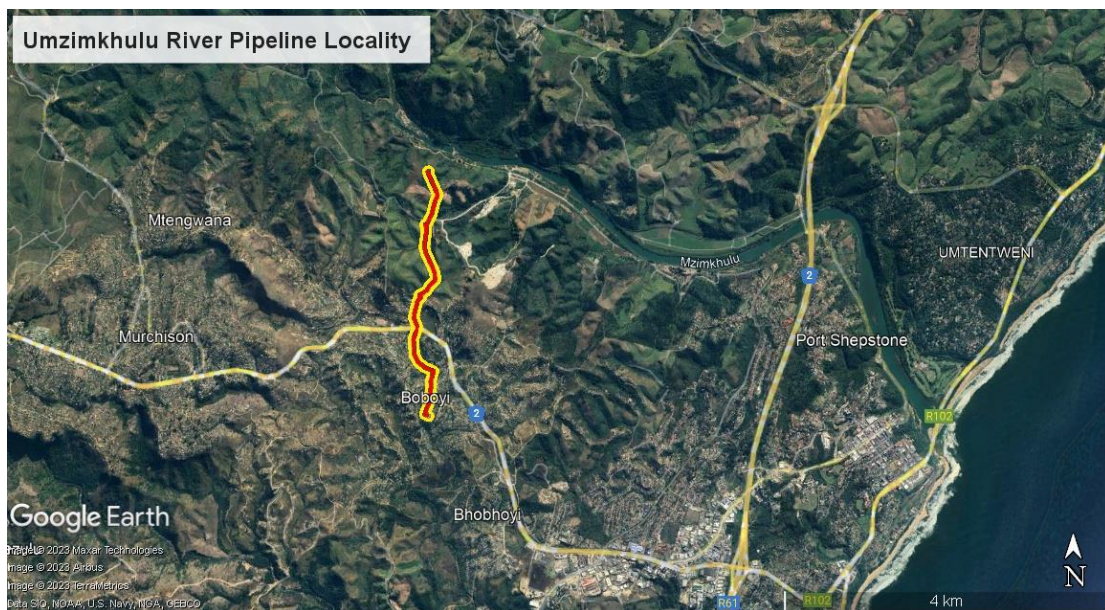 Umzimkhulu River Pipeline Locality
Mtengwana
UMTENTWENI
Mzimkhulu
2
Murchison
Port Shepstone
Boboyi
2
R102
Bhobhoyi
Google Earth
Image © 2023 Maxar Technologies
Image © 2023 Airbus
Image © 2023 TerraMetrics
Data SIO, NOAA, U.S. Navy, NGA, GEBCO
R61
R102
4 km
N